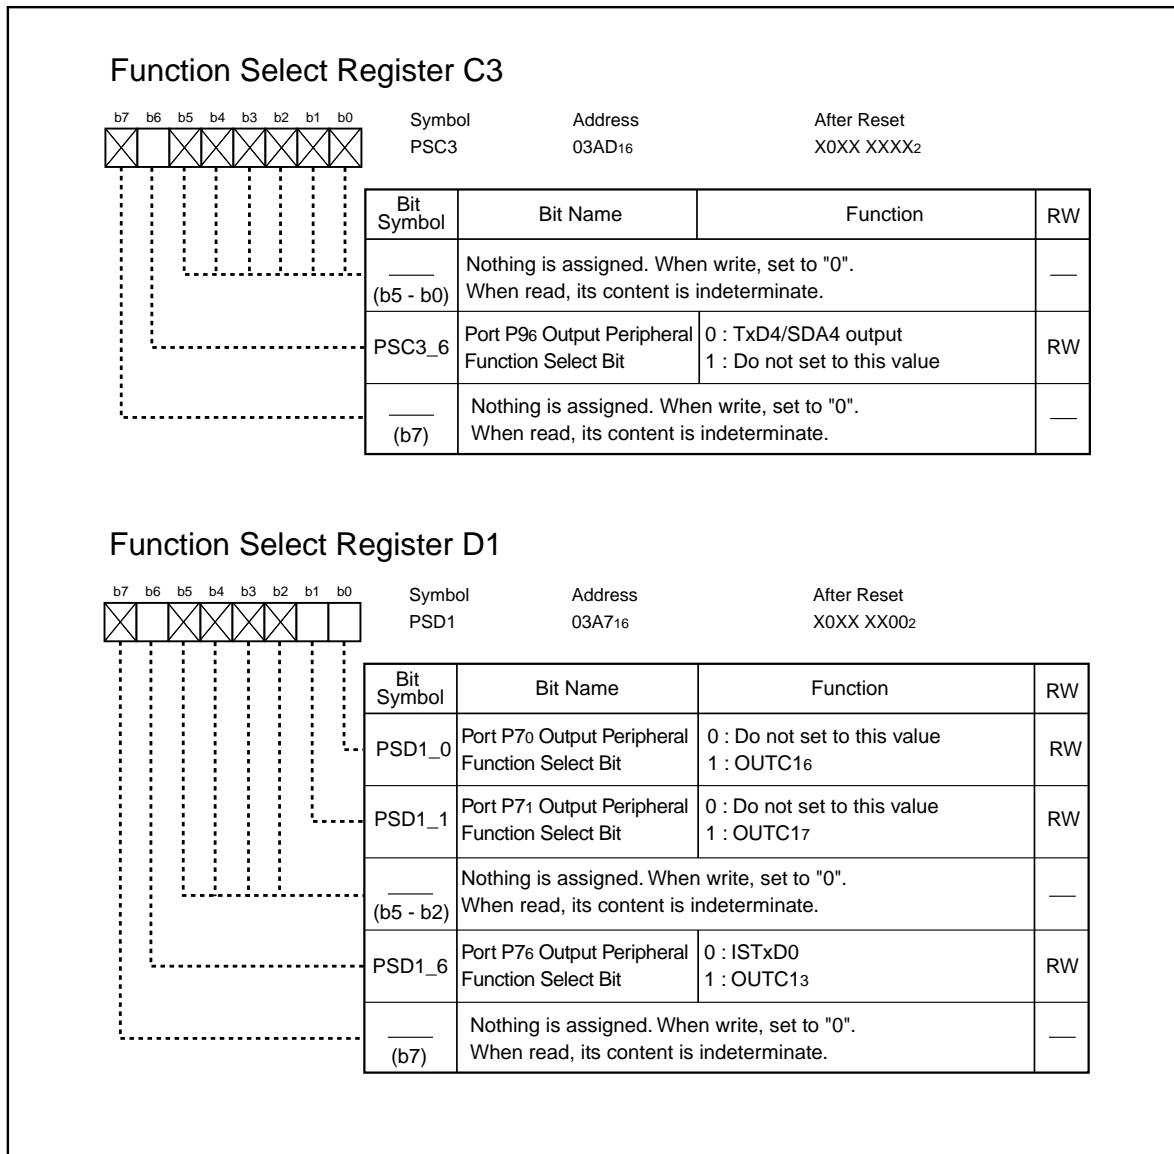 Function Select Register C3
b7 b6 b5 b4 b3 b2 b1 b0
Symbol Address After Reset
PSC3 03AD16 X0XX XXXX2
Bit Symbol Bit Name Function RW
(b5 - b0) Nothing is assigned. When write, set to "0".
When read, its content is indeterminate.
PSC3_6 Port P96 Output Peripheral Function Select Bit 0 : TxD4/SDA4 output
1 : Do not set to this value RW
(b7) Nothing is assigned. When write, set to "0".
When read, its content is indeterminate.
Function Select Register D1
b7 b6 b5 b4 b3 b2 b1 b0
Symbol Address After Reset
PSD1 03A716 X0XX XX002
Bit Symbol Bit Name Function RW
PSD1_0 Port P70 Output Peripheral Function Select Bit 0 : Do not set to this value
1 : OUTC16 RW
PSD1_1 Port P71 Output Peripheral Function Select Bit 0 : Do not set to this value
1 : OUTC17 RW
(b5 - b2) Nothing is assigned. When write, set to "0".
When read, its content is indeterminate.
PSD1_6 Port P76 Output Peripheral Function Select Bit 0 : ISTxD0
1 : OUTC13 RW
(b7) Nothing is assigned. When write, set to "0".
When read, its content is indeterminate.